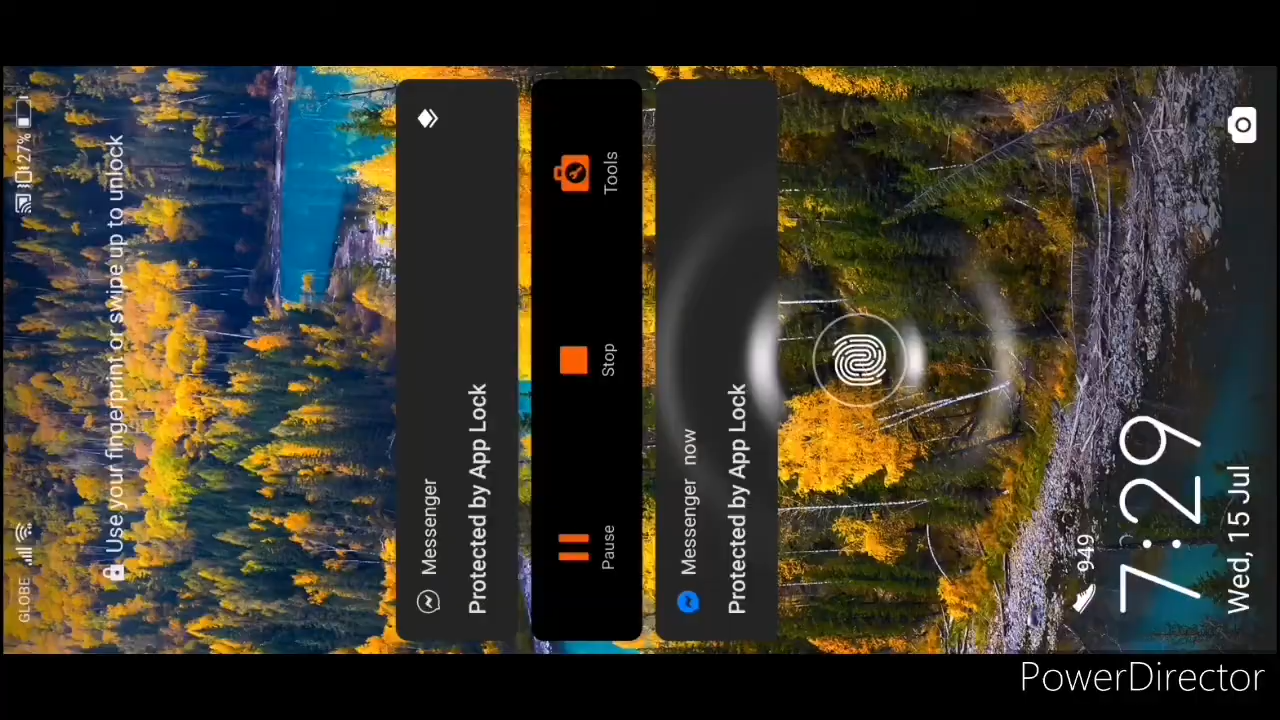 GLOBE
27%
Use your fingerprint or swipe up to unlock
Messenger
Protected by App Lock
Pause
Stop
Tools
Messenger now
Protected by App Lock
949
7:29
Wed, 15 Jul
PowerDirector